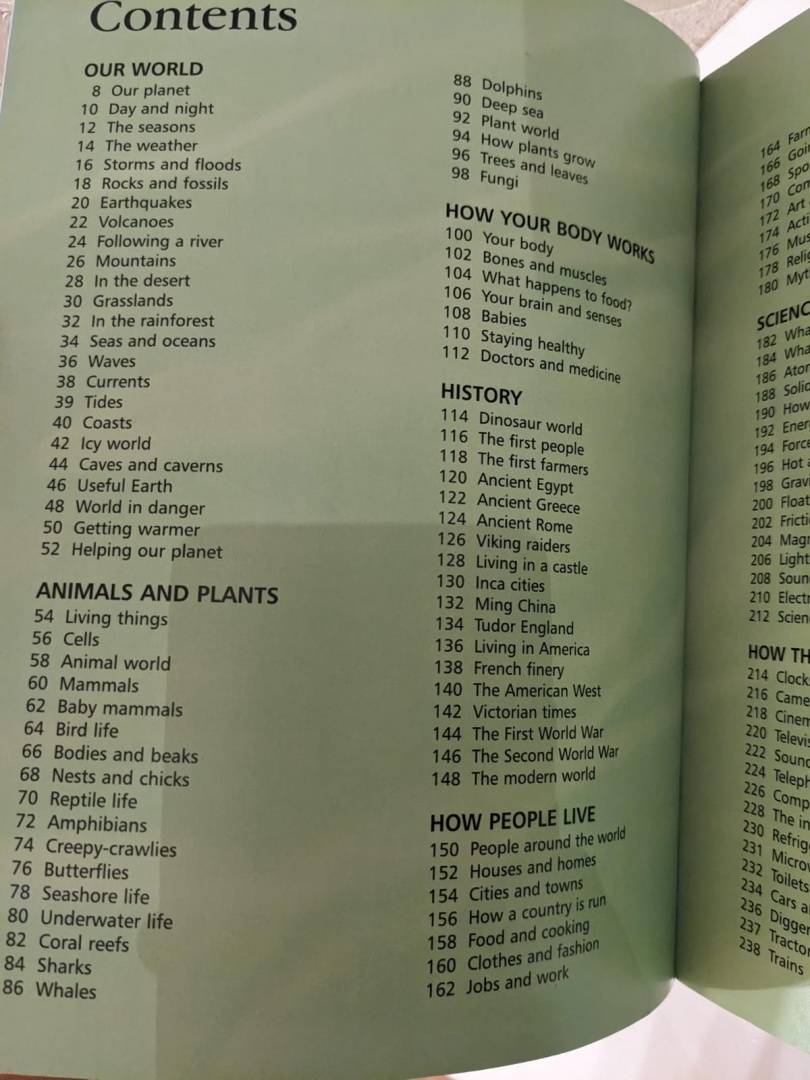 Contents
OUR WORLD
8 Our planet
10 Day and night
12 The seasons
14 The weather
16 Storms and floods
18 Rocks and fossils
20 Earthquakes
22 Volcanoes
24 Following a river
26 Mountains
28 In the desert
30 Grasslands
32 In the rainforest
34 Seas and oceans
36 Waves
38 Currents
39 Tides
40 Coasts
42 Icy world
44 Caves and caverns
46 Useful Earth
48 World in danger
50 Getting warmer
52 Helping our planet
ANIMALS AND PLANTS
54 Living things
56 Cells
58 Animal world
60 Mammals
62 Baby mammals
64 Bird life
66 Bodies and beaks
68 Nests and chicks
70 Reptile life
72 Amphibians
74 Creepy-crawlies
76 Butterflies
78 Seashore life
80 Underwater life
82 Coral reefs
84 Sharks
86 Whales
88 Dolphins
90 Deep sea
92 Plant world
94 How plants grow
96 Trees and leaves
98 Fungi
HOW YOUR BODY WORKS
100 Your body
102 Bones and muscles
104 What happens to food?
106 Your brain and senses
108 Babies
110 Staying healthy
112 Doctors and medicine
HISTORY
114 Dinosaur world
116 The first people
118 The first farmers
120 Ancient Egypt
122 Ancient Greece
124 Ancient Rome
126 Viking raiders
128 Living in a castle
130 Inca cities
132 Ming China
134 Tudor England
136 Living in America
138 French finery
140 The American West
142 Victorian times
144 The First World War
146 The Second World War
148 The modern world
HOW PEOPLE LIVE
150 People around the world
152 Houses and homes
154 Cities and towns
156 How a country is run
158 Food and cooking
160 Clothes and fashion
162 Jobs and work
164
166
168
170
172 Art
174
176
178
180
182
184
186
188
190 How
192
194
196 Hot
198
200
202
204
206 Light
208
210
212
HOW
214
216
218
220
222
224
226
228 The
230
231
232 Toilets
234 Cars
236
237
238 Trains